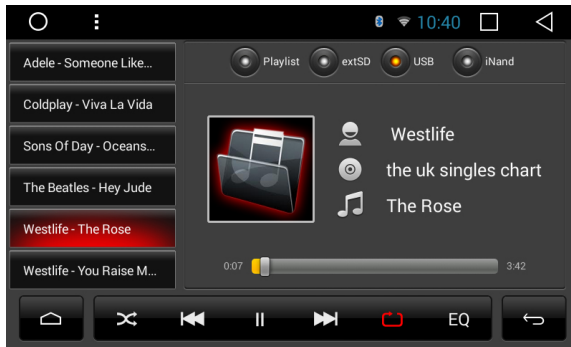 10:40
Adele - Someone Like...
Coldplay - Viva La Vida
Sons Of Day - Oceans...
The Beatles - Hey Jude
Westlife - The Rose
Westlife - You Raise M...
Playlist extSD USB iNand
Westlife
the uk singles chart
The Rose
0:07 3:42
EQ